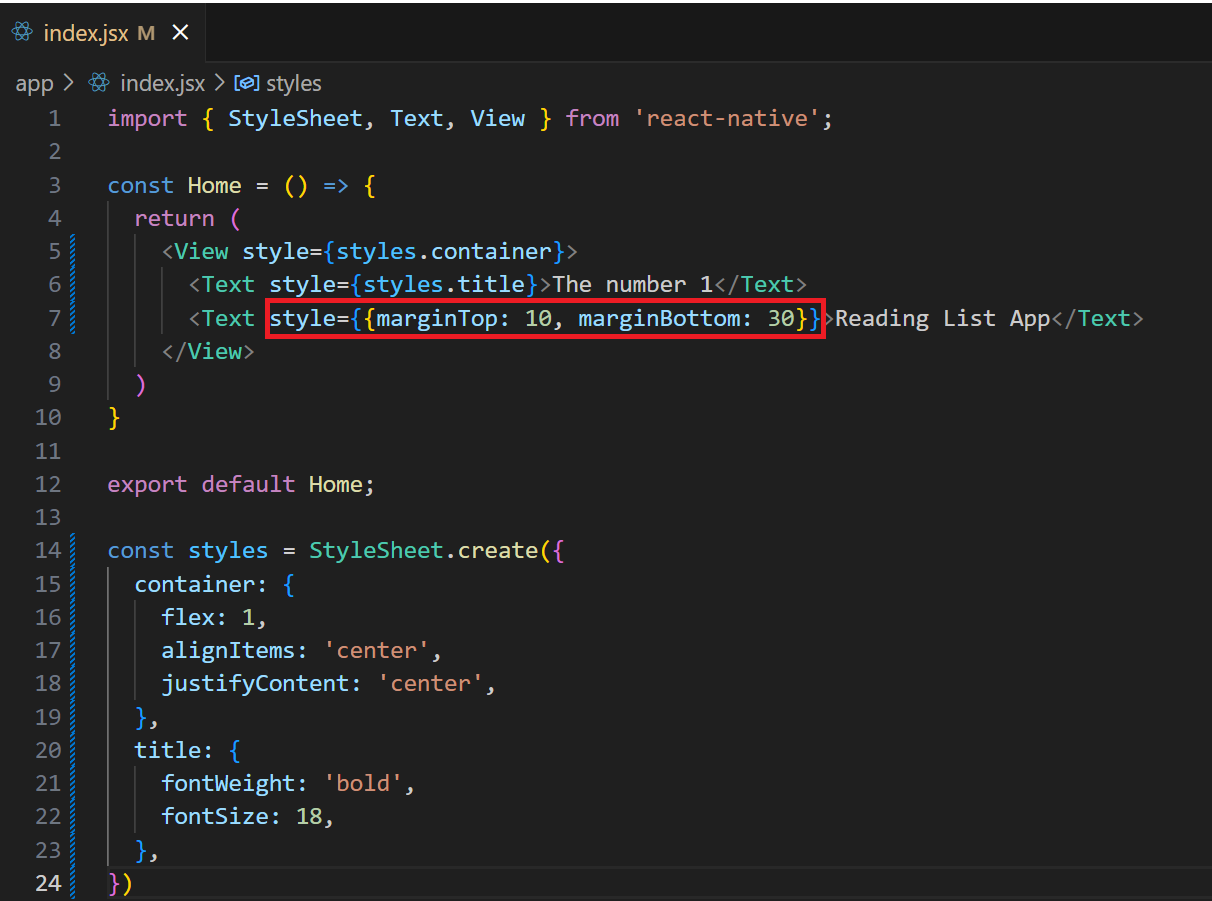 index.jsx M ×
app > index.jsx > styles
1 import { StyleSheet, Text, View } from 'react-native';
2
3 const Home = () => {
4   return (
5     <View style={styles.container}>
6       <Text style={styles.title}>The number 1</Text>
7       <Text style={{marginTop: 10, marginBottom: 30}}>Reading List App</Text>
8     </View>
9   )
10 }
11
12 export default Home;
13
14 const styles = StyleSheet.create({
15   container: {
16     flex: 1,
17     alignItems: 'center',
18     justifyContent: 'center',
19   },
20   title: {
21     fontWeight: 'bold',
22     fontSize: 18,
23   },
24 })